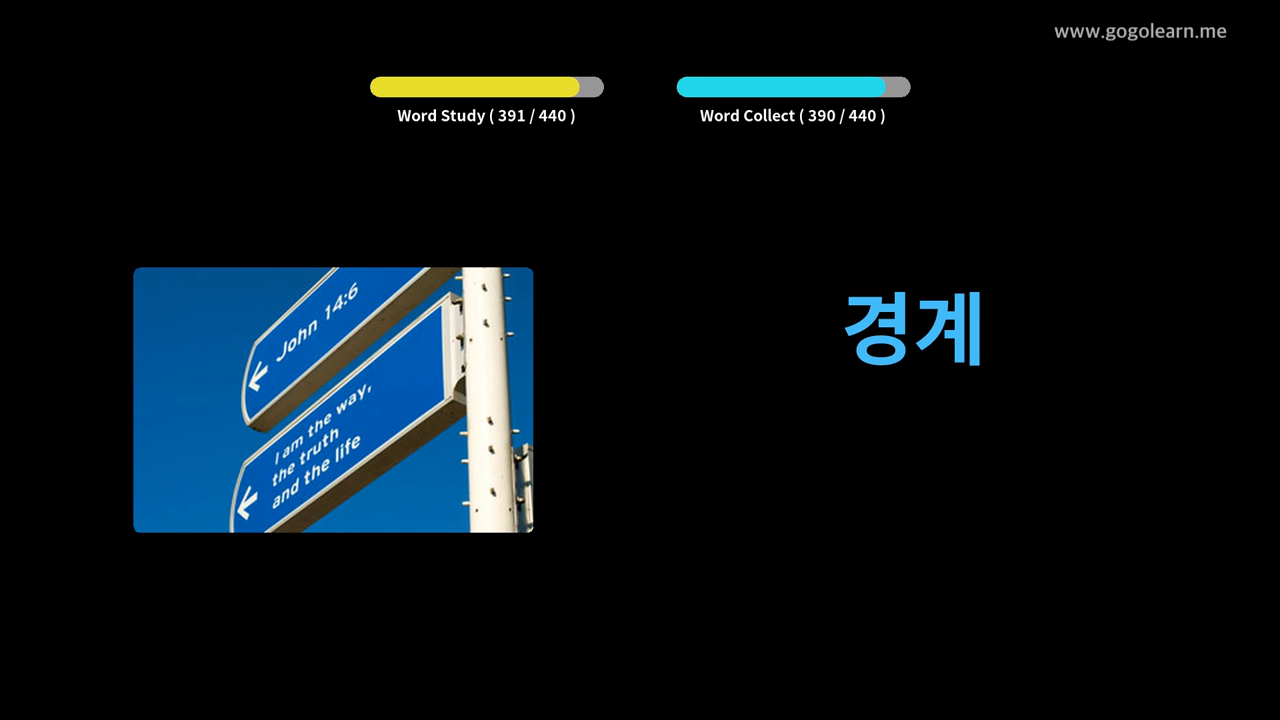 www.gogolearn.me
Word Study ( 391 / 440 )
Word Collect ( 390 / 440 )
John 14:6
I am the way,
the truth
and the life
경계